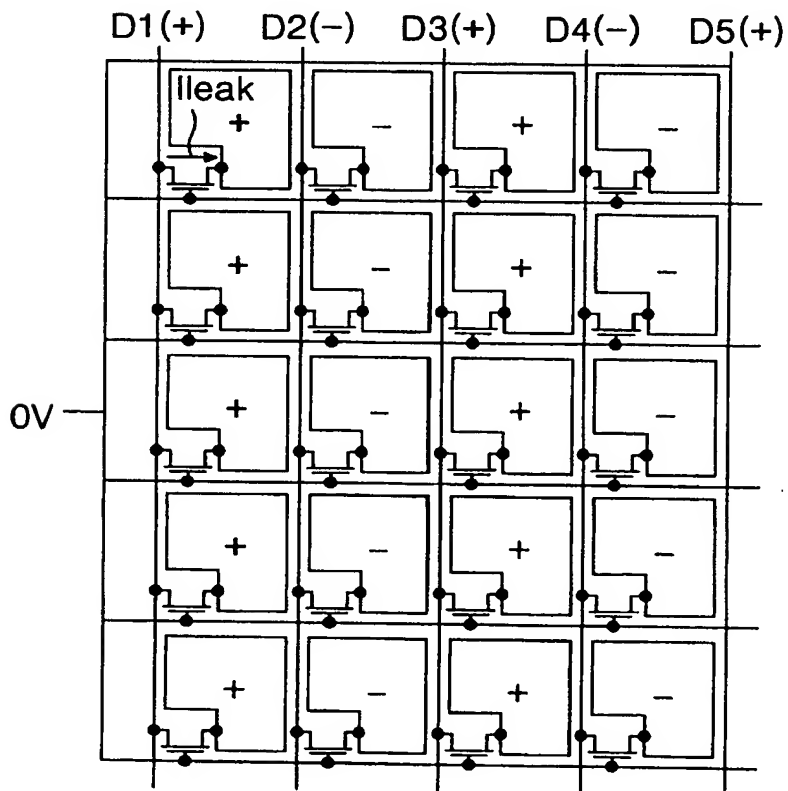 D1(+) D2(−) D3(+) D4(−) D5(+)
Ileak
+ − + −
+ − + −
0V
+ − + −
+ − + −
+ − + −